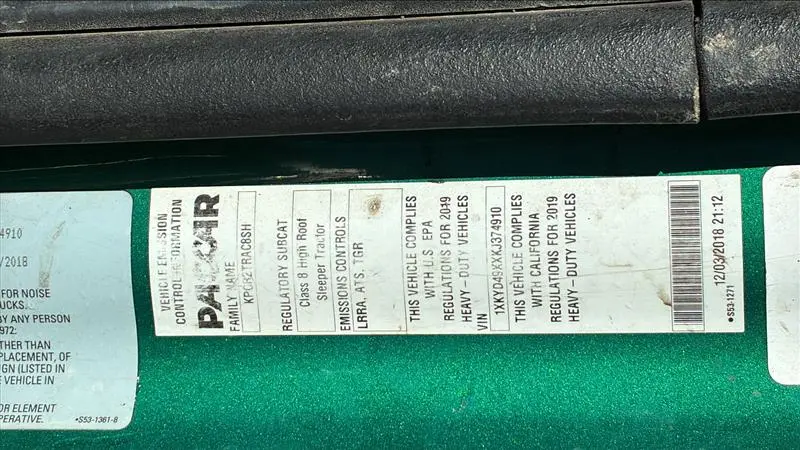 4910
/2018
FOR NOISE
UCKS.
BY ANY PERSON
972:
THER THAN
PLACEMENT, OF
GN (LISTED IN
E VEHICLE IN
OR ELEMENT
PERATIVE.
•S53-1361-8
VEHICLE EMISSION
CONTROL INFORMATION
PACCAR
FAMILY NAME
KPCR2TRAC8SH
REGULATORY SUBCAT
Class 8 High Roof
Sleeper Tractor
EMISSIONS CONTROLS
LRRA, ATS, TGR
THIS VEHICLE COMPLIES
WITH U.S. EPA
REGULATIONS FOR 2019
HEAVY-DUTY VEHICLES
VIN
1XKYD49XXKJ374910
THIS VEHICLE COMPLIES
WITH CALIFORNIA
REGULATIONS FOR 2019
HEAVY-DUTY VEHICLES
12/03/2018 21:12
•S53-1271